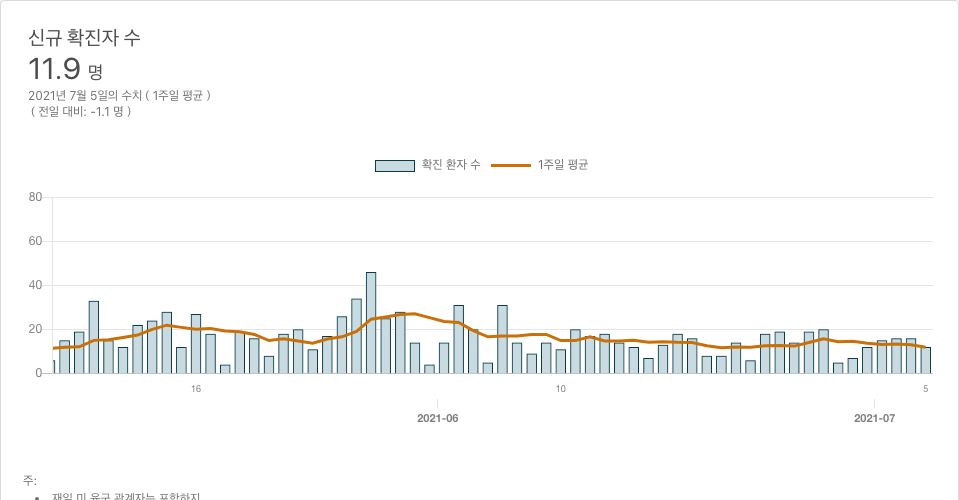 신규 확진자 수
11.9 명
2021년 7월 5일의 수치 ( 1주일 평균 )
( 전일 대비: -1.1 명 )
확진 환자 수 1주일 평균
80
60
40
20
0
16 10 5
2021-06 2021-07
주:
재일 미 육군 관계자는 포함하지